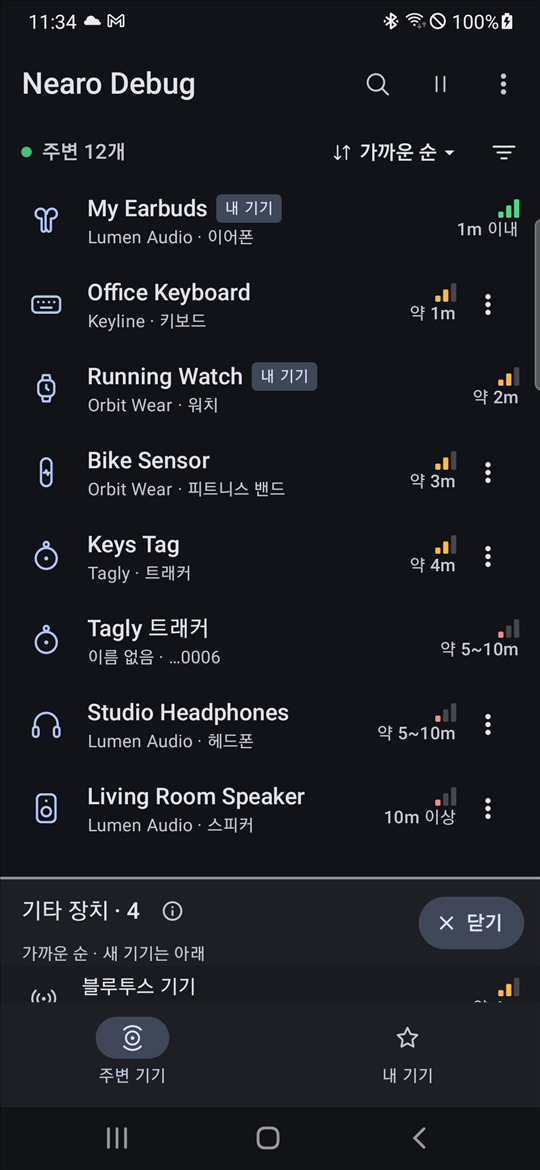 11:34 100%
Nearo Debug
주변 12개 가까운 순
My Earbuds 내 기기
Lumen Audio · 이어폰 1m 이내
Office Keyboard
Keyline · 키보드 약 1m
Running Watch 내 기기
Orbit Wear · 워치 약 2m
Bike Sensor
Orbit Wear · 피트니스 밴드 약 3m
Keys Tag
Tagly · 트래커 약 4m
Tagly 트래커
이름 없음 · …0006 약 5~10m
Studio Headphones
Lumen Audio · 헤드폰 약 5~10m
Living Room Speaker
Lumen Audio · 스피커 10m 이상
기타 장치 · 4 닫기
가까운 순 · 새 기기는 아래
블루투스 기기
주변 기기 내 기기